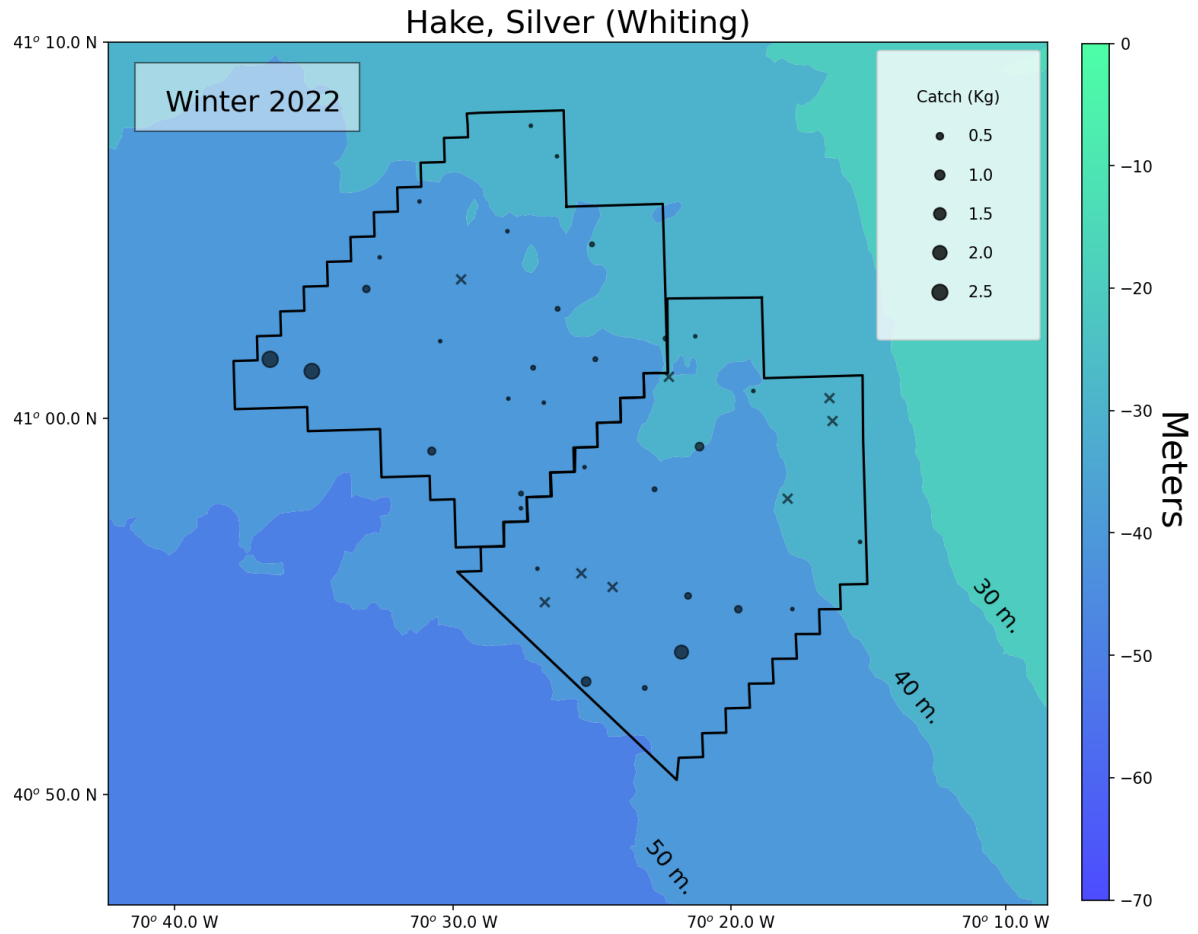 Hake, Silver (Whiting)
Winter 2022
Catch (Kg)
0.5
1.0
1.5
2.0
2.5
41° 10.0 N
41° 00.0 N
40° 50.0 N
70° 40.0 W
70° 30.0 W
70° 20.0 W
70° 10.0 W
30 m.
40 m.
50 m.
0
−10
−20
−30
−40
−50
−60
−70
Meters